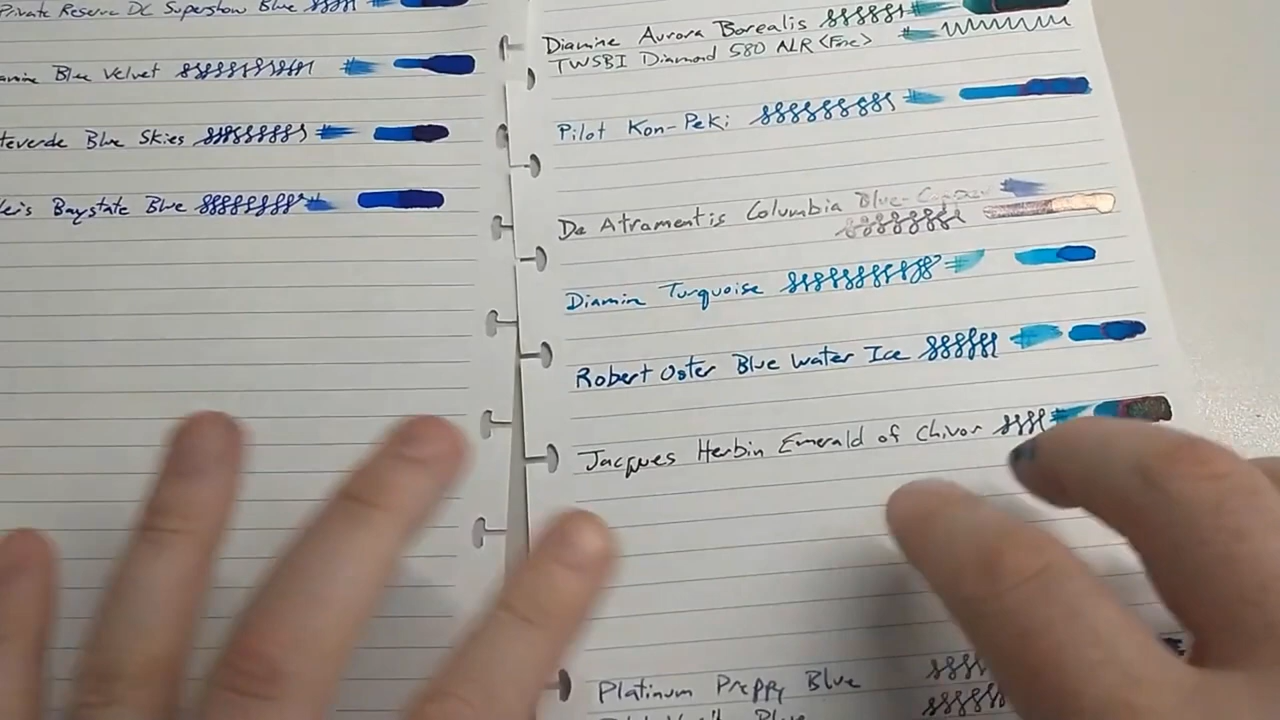 Private Reserve DC Supershow Blue
Blue Velvet
Blue Skies
Baystate Blue
Diamine Aurora Borealis
TWSBI Diamond 580 ALR <Fine>
Pilot Kon-Peki
De Atramentis Columbia Blue-Copper
Diamine Turquoise
Robert Oster Blue Water Ice
Jacques Herbin Emerald of Chivor
Platinum Preppy Blue
Blue